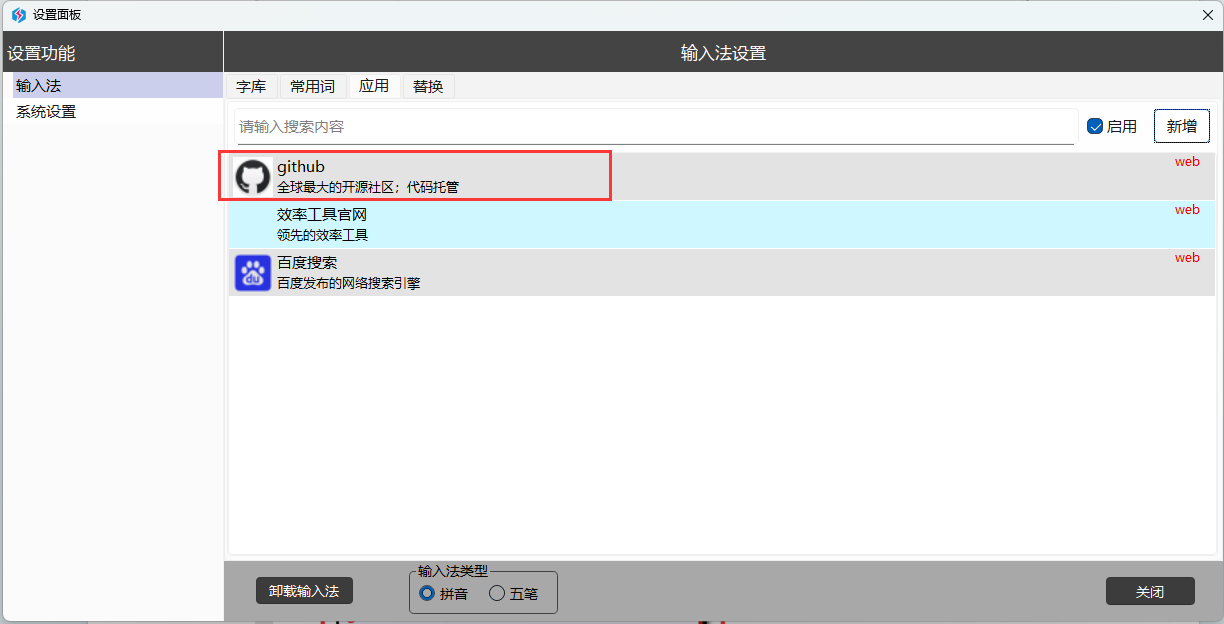 设置面板
设置功能
输入法设置
输入法
系统设置
字库 常用词 应用 替换
请输入搜索内容 启用 新增
github web
全球最大的开源社区；代码托管
效率工具官网 web
领先的效率工具
百度搜索 web
百度发布的网络搜索引擎
du
输入法类型
卸载输入法 拼音 五笔 关闭